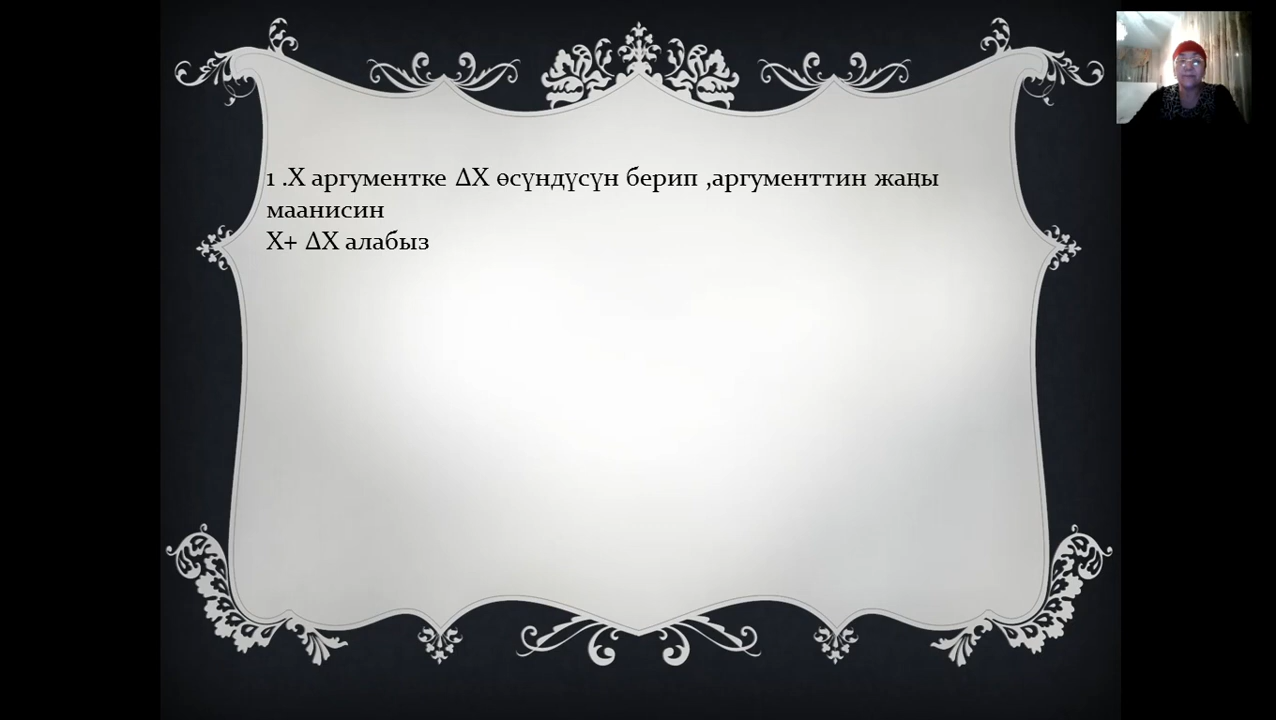 1 .Х аргументке ΔХ өсүндүсүн берип ,аргументтин жаңы
маанисин
Х+ ΔХ алабыз